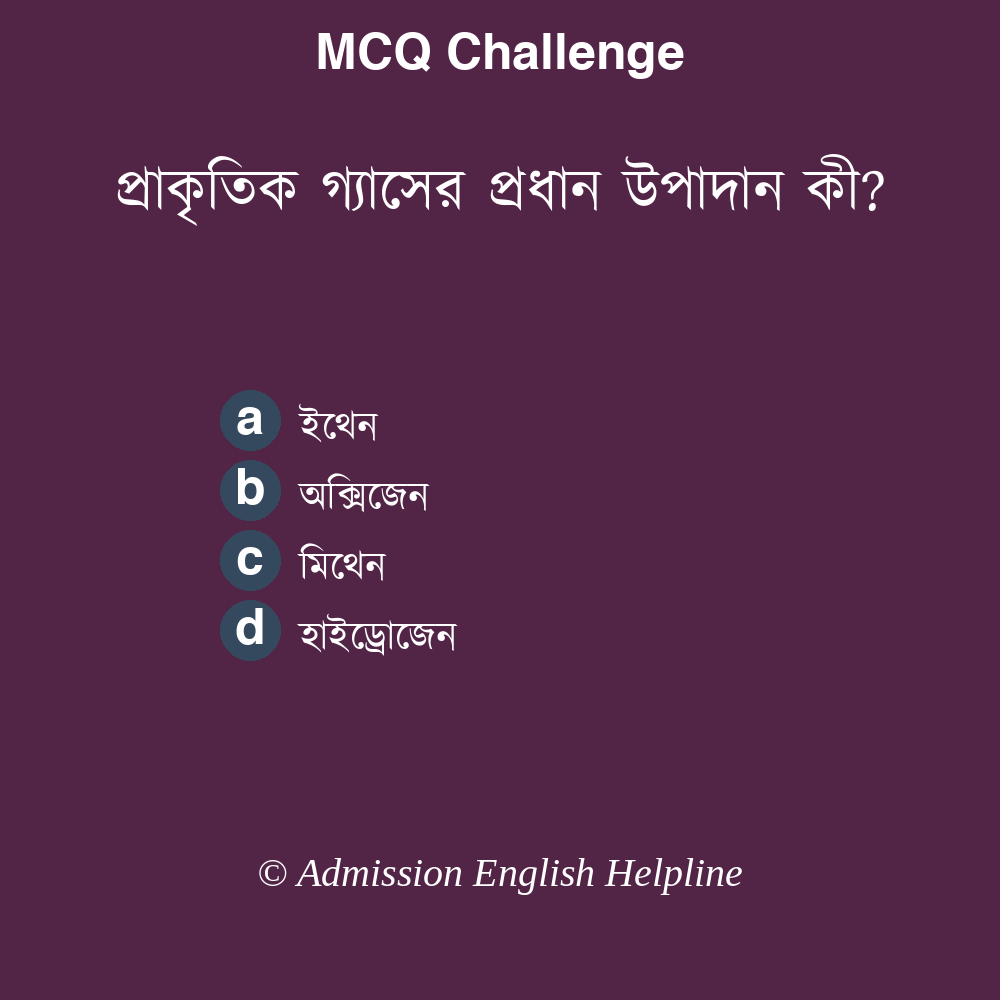 MCQ Challenge
প্রাকৃতিক গ্যাসের প্রধান উপাদান কী?
a ইথেন
b অক্সিজেন
c মিথেন
d হাইড্রোজেন
© Admission English Helpline